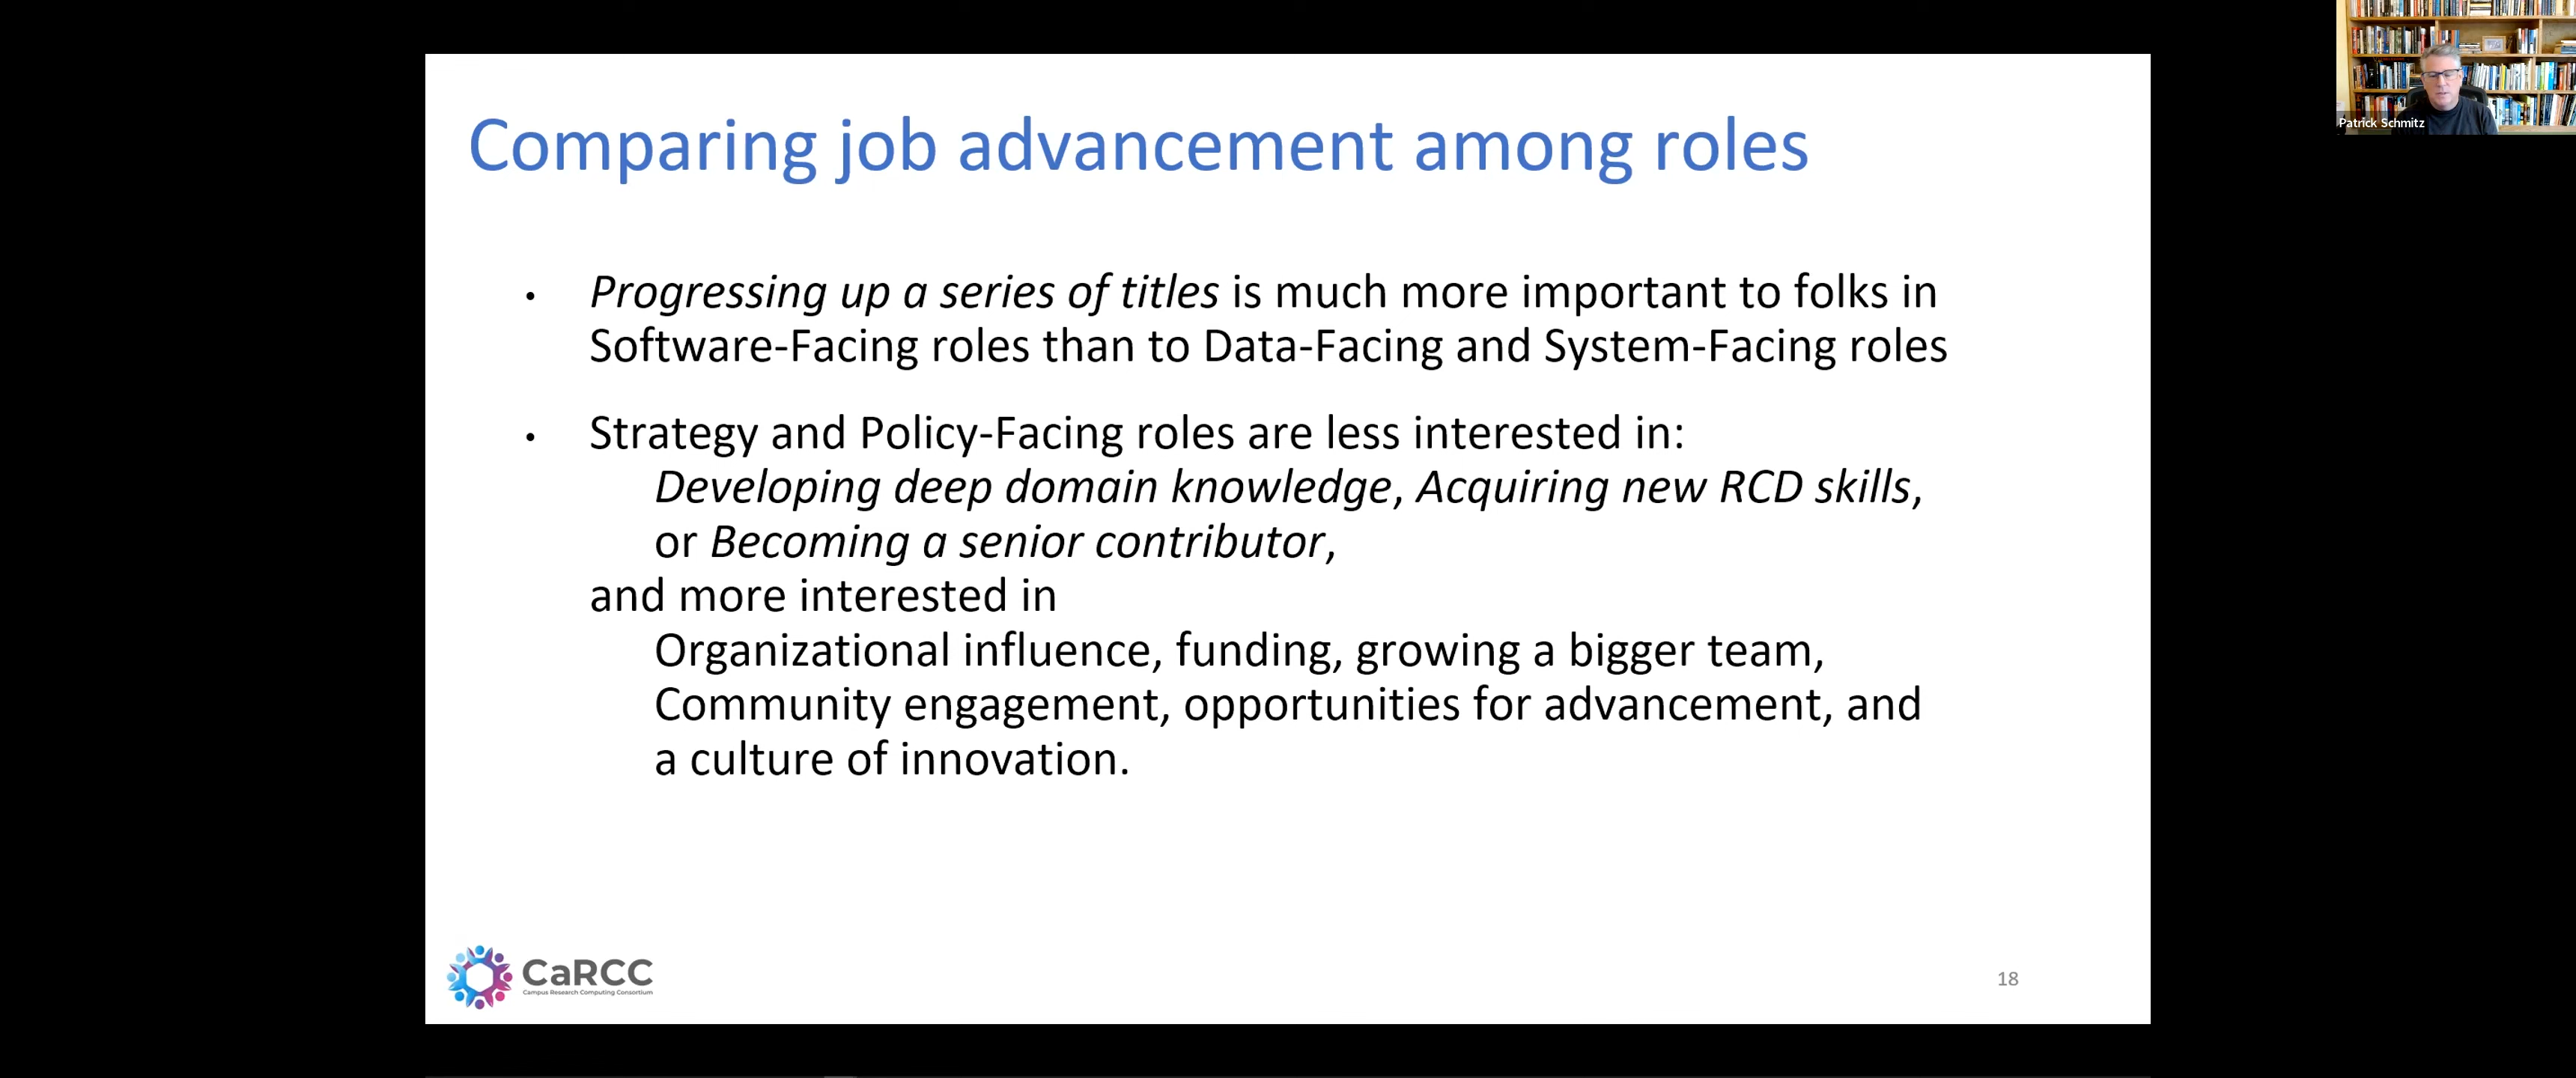 Comparing job advancement among roles
• Progressing up a series of titles is much more important to folks in
Software-Facing roles than to Data-Facing and System-Facing roles
• Strategy and Policy-Facing roles are less interested in:
Developing deep domain knowledge, Acquiring new RCD skills,
or Becoming a senior contributor,
and more interested in
Organizational influence, funding, growing a bigger team,
Community engagement, opportunities for advancement, and
a culture of innovation.
CaRCC
Campus Research Computing Consortium
18
Patrick Schmitz